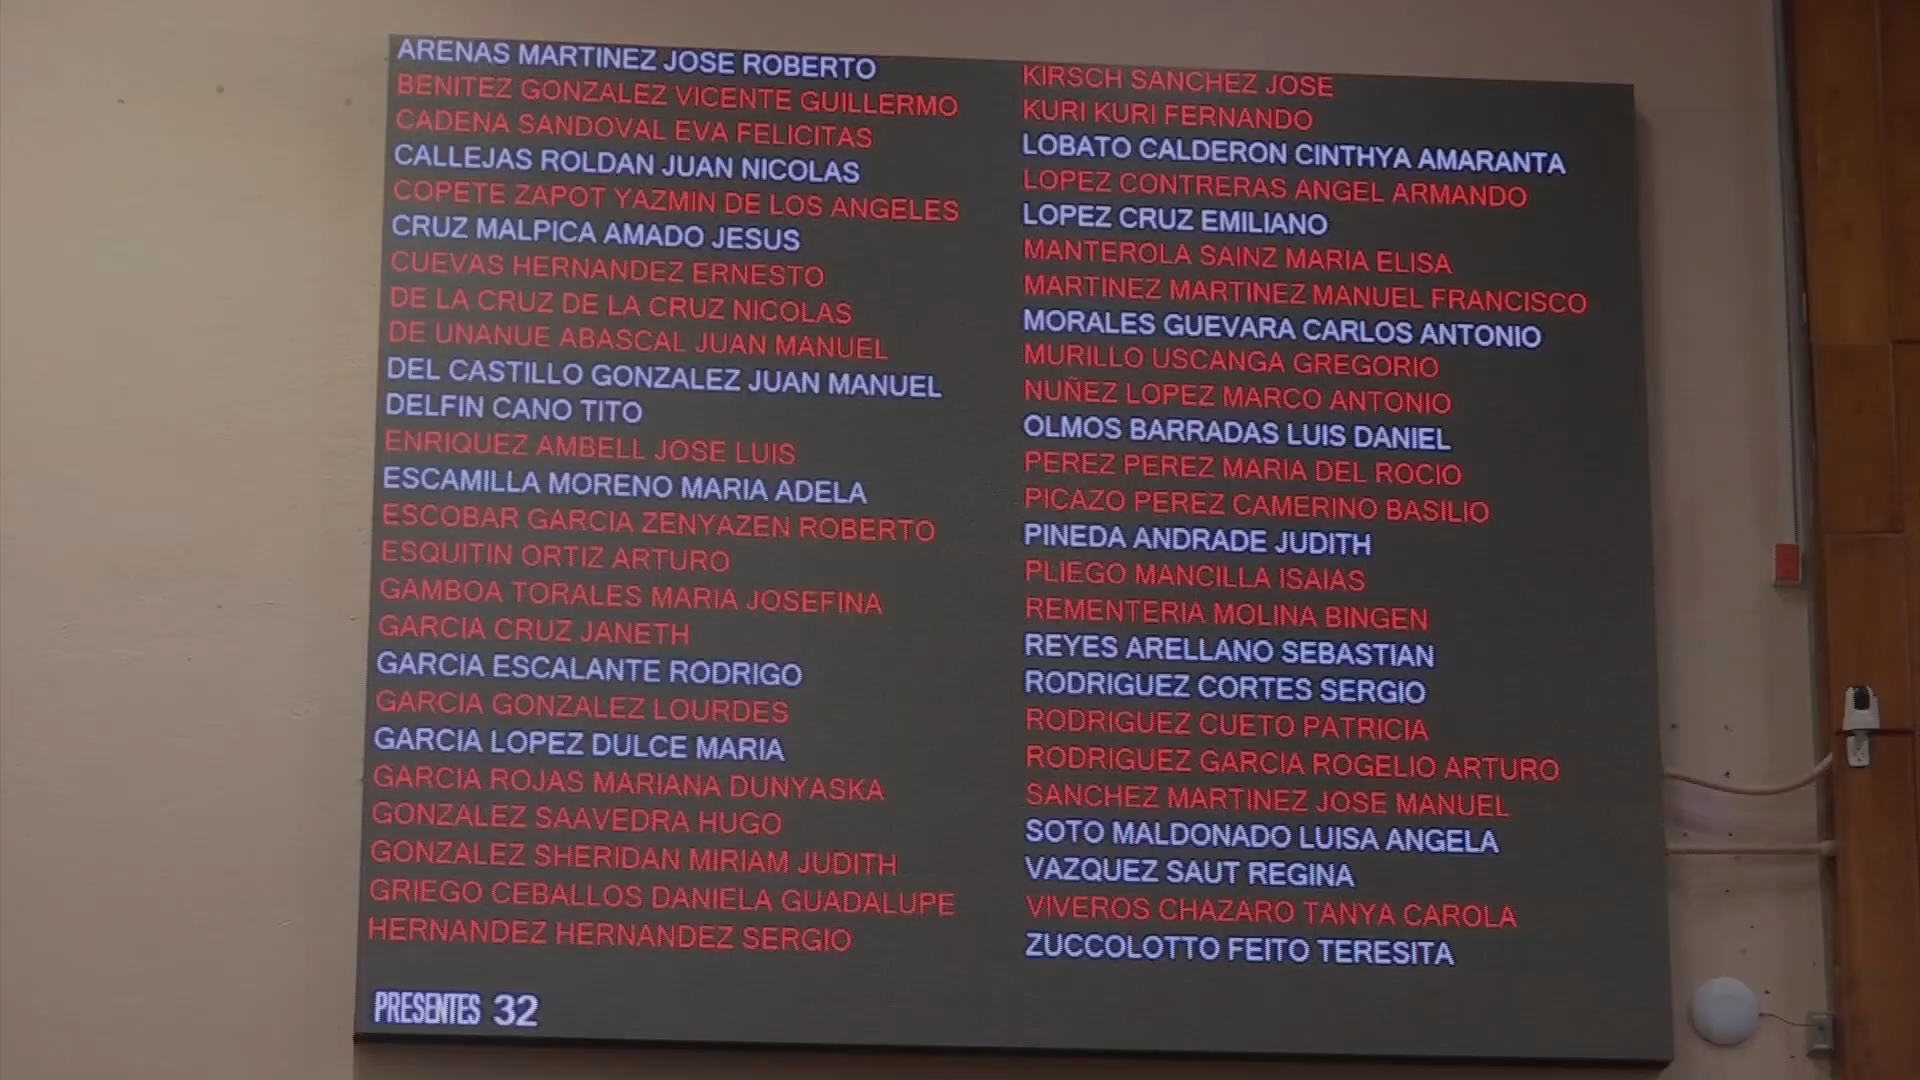 ARENAS MARTINEZ JOSE ROBERTO
BENITEZ GONZALEZ VICENTE GUILLERMO
CADENA SANDOVAL EVA FELICITAS
CALLEJAS ROLDAN JUAN NICOLAS
COPETE ZAPOT YAZMIN DE LOS ANGELES
CRUZ MALPICA AMADO JESUS
CUEVAS HERNANDEZ ERNESTO
DE LA CRUZ DE LA CRUZ NICOLAS
DE UNANUE ABASCAL JUAN MANUEL
DEL CASTILLO GONZALEZ JUAN MANUEL
DELFIN CANO TITO
ENRIQUEZ AMBELL JOSE LUIS
ESCAMILLA MORENO MARIA ADELA
ESCOBAR GARCIA ZENYAZEN ROBERTO
ESQUITIN ORTIZ ARTURO
GAMBOA TORALES MARIA JOSEFINA
GARCIA CRUZ JANETH
GARCIA ESCALANTE RODRIGO
GARCIA GONZALEZ LOURDES
GARCIA LOPEZ DULCE MARIA
GARCIA ROJAS MARIANA DUNYASKA
GONZALEZ SAAVEDRA HUGO
GONZALEZ SHERIDAN MIRIAM JUDITH
GRIEGO CEBALLOS DANIELA GUADALUPE
HERNANDEZ HERNANDEZ SERGIO
KIRSCH SANCHEZ JOSE
KURI KURI FERNANDO
LOBATO CALDERON CINTHYA AMARANTA
LOPEZ CONTRERAS ANGEL ARMANDO
LOPEZ CRUZ EMILIANO
MANTEROLA SAINZ MARIA ELISA
MARTINEZ MARTINEZ MANUEL FRANCISCO
MORALES GUEVARA CARLOS ANTONIO
MURILLO USCANGA GREGORIO
NUÑEZ LOPEZ MARCO ANTONIO
OLMOS BARRADAS LUIS DANIEL
PEREZ PEREZ MARIA DEL ROCIO
PICAZO PEREZ CAMERINO BASILIO
PINEDA ANDRADE JUDITH
PLIEGO MANCILLA ISAIAS
REMENTERIA MOLINA BINGEN
REYES ARELLANO SEBASTIAN
RODRIGUEZ CORTES SERGIO
RODRIGUEZ CUETO PATRICIA
RODRIGUEZ GARCIA ROGELIO ARTURO
SANCHEZ MARTINEZ JOSE MANUEL
SOTO MALDONADO LUISA ANGELA
VAZQUEZ SAUT REGINA
VIVEROS CHAZARO TANYA CAROLA
ZUCCOLOTTO FEITO TERESITA
PRESENTES 32